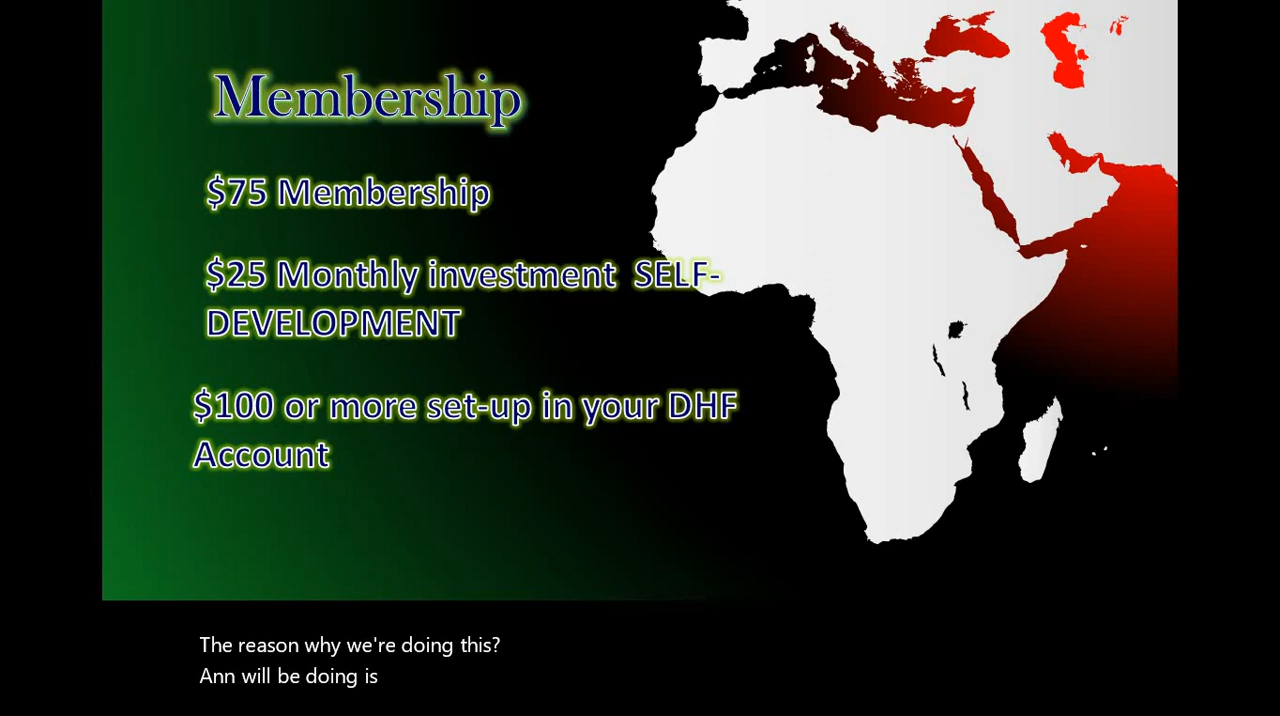 Membership
$75 Membership
$25 Monthly investment  SELF-
DEVELOPMENT
$100 or more set-up in your DHF
Account
The reason why we're doing this?
Ann will be doing is